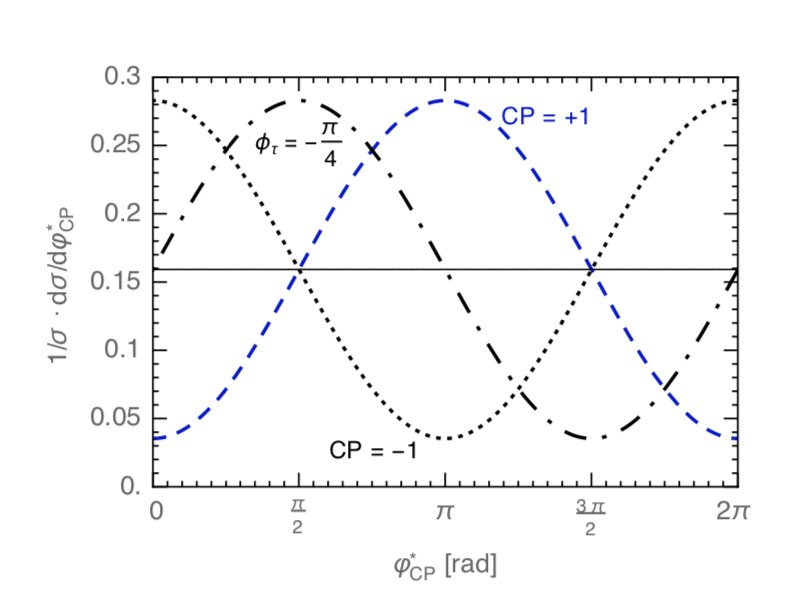 0.3
0.25
0.2
0.15
0.1
0.05
0.
1/σ · dσ/dφ*CP
CP = +1
ϕτ = −π/4
CP = −1
0 π/2 π 3π/2 2π
φ*CP [rad]